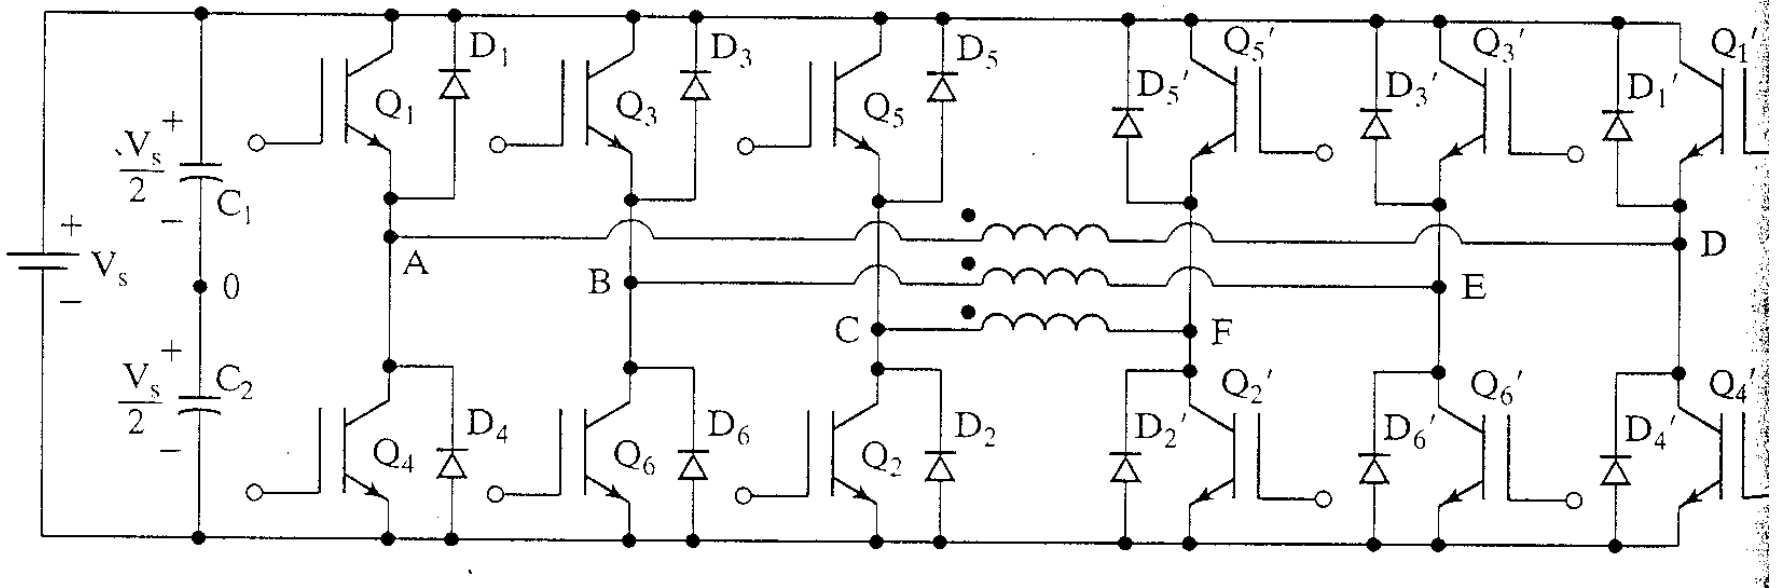 Q₁ D₁ Q₃ D₃ Q₅ D₅ D₅′ Q₅′ D₃′ Q₃′ D₁′ Q₁′
+ Vₛ/2 − C₁
+ Vₛ −
0
A B C D E F
+ Vₛ/2 − C₂
Q₄ D₄ Q₆ D₆ Q₂ D₂ D₂′ Q₂′ D₆′ Q₆′ D₄′ Q₄′